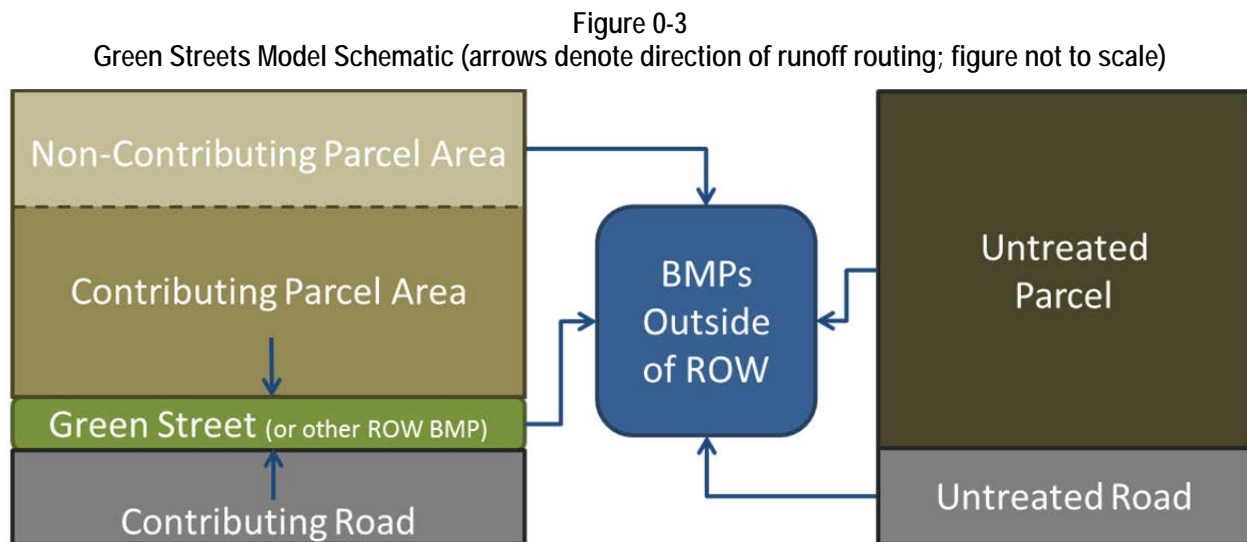 Figure 0-3
Green Streets Model Schematic (arrows denote direction of runoff routing; figure not to scale)
Non-Contributing Parcel Area
Contributing Parcel Area
Green Street (or other ROW BMP)
Contributing Road
BMPs
Outside
of ROW
Untreated
Parcel
Untreated Road